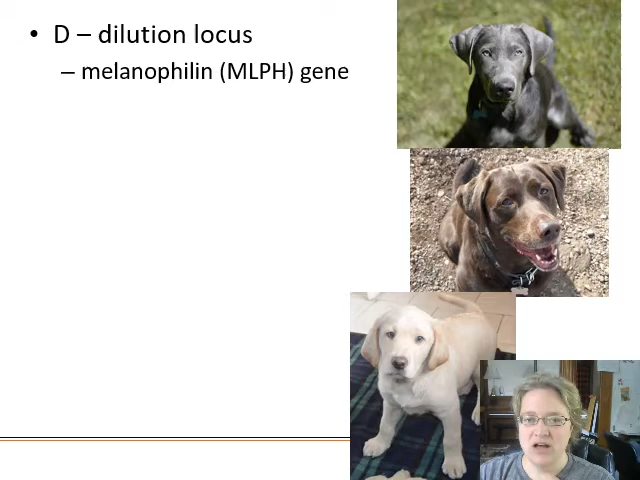 • D – dilution locus
– melanophilin (MLPH) gene